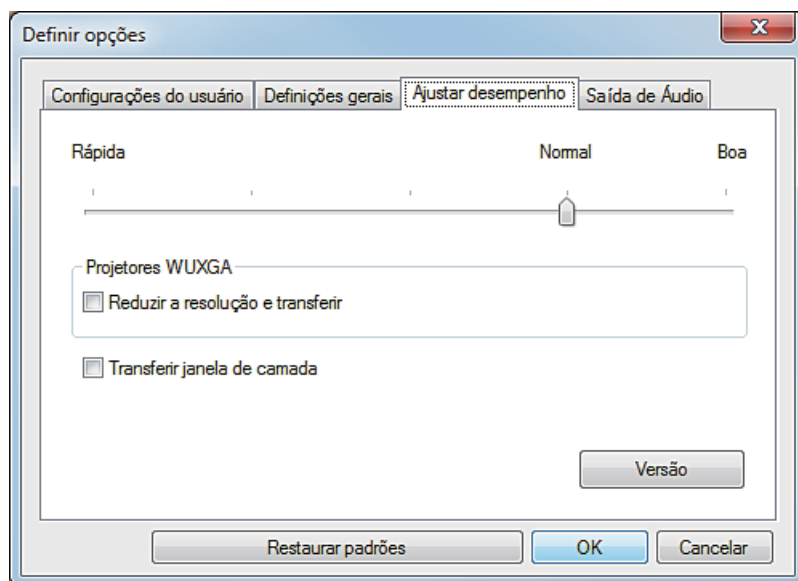 Definir opções
Configurações do usuário Definições gerais Ajustar desempenho Saída de Áudio
Rápida Normal Boa
Projetores WUXGA
Reduzir a resolução e transferir
Transferir janela de camada
Versão
Restaurar padrões OK Cancelar